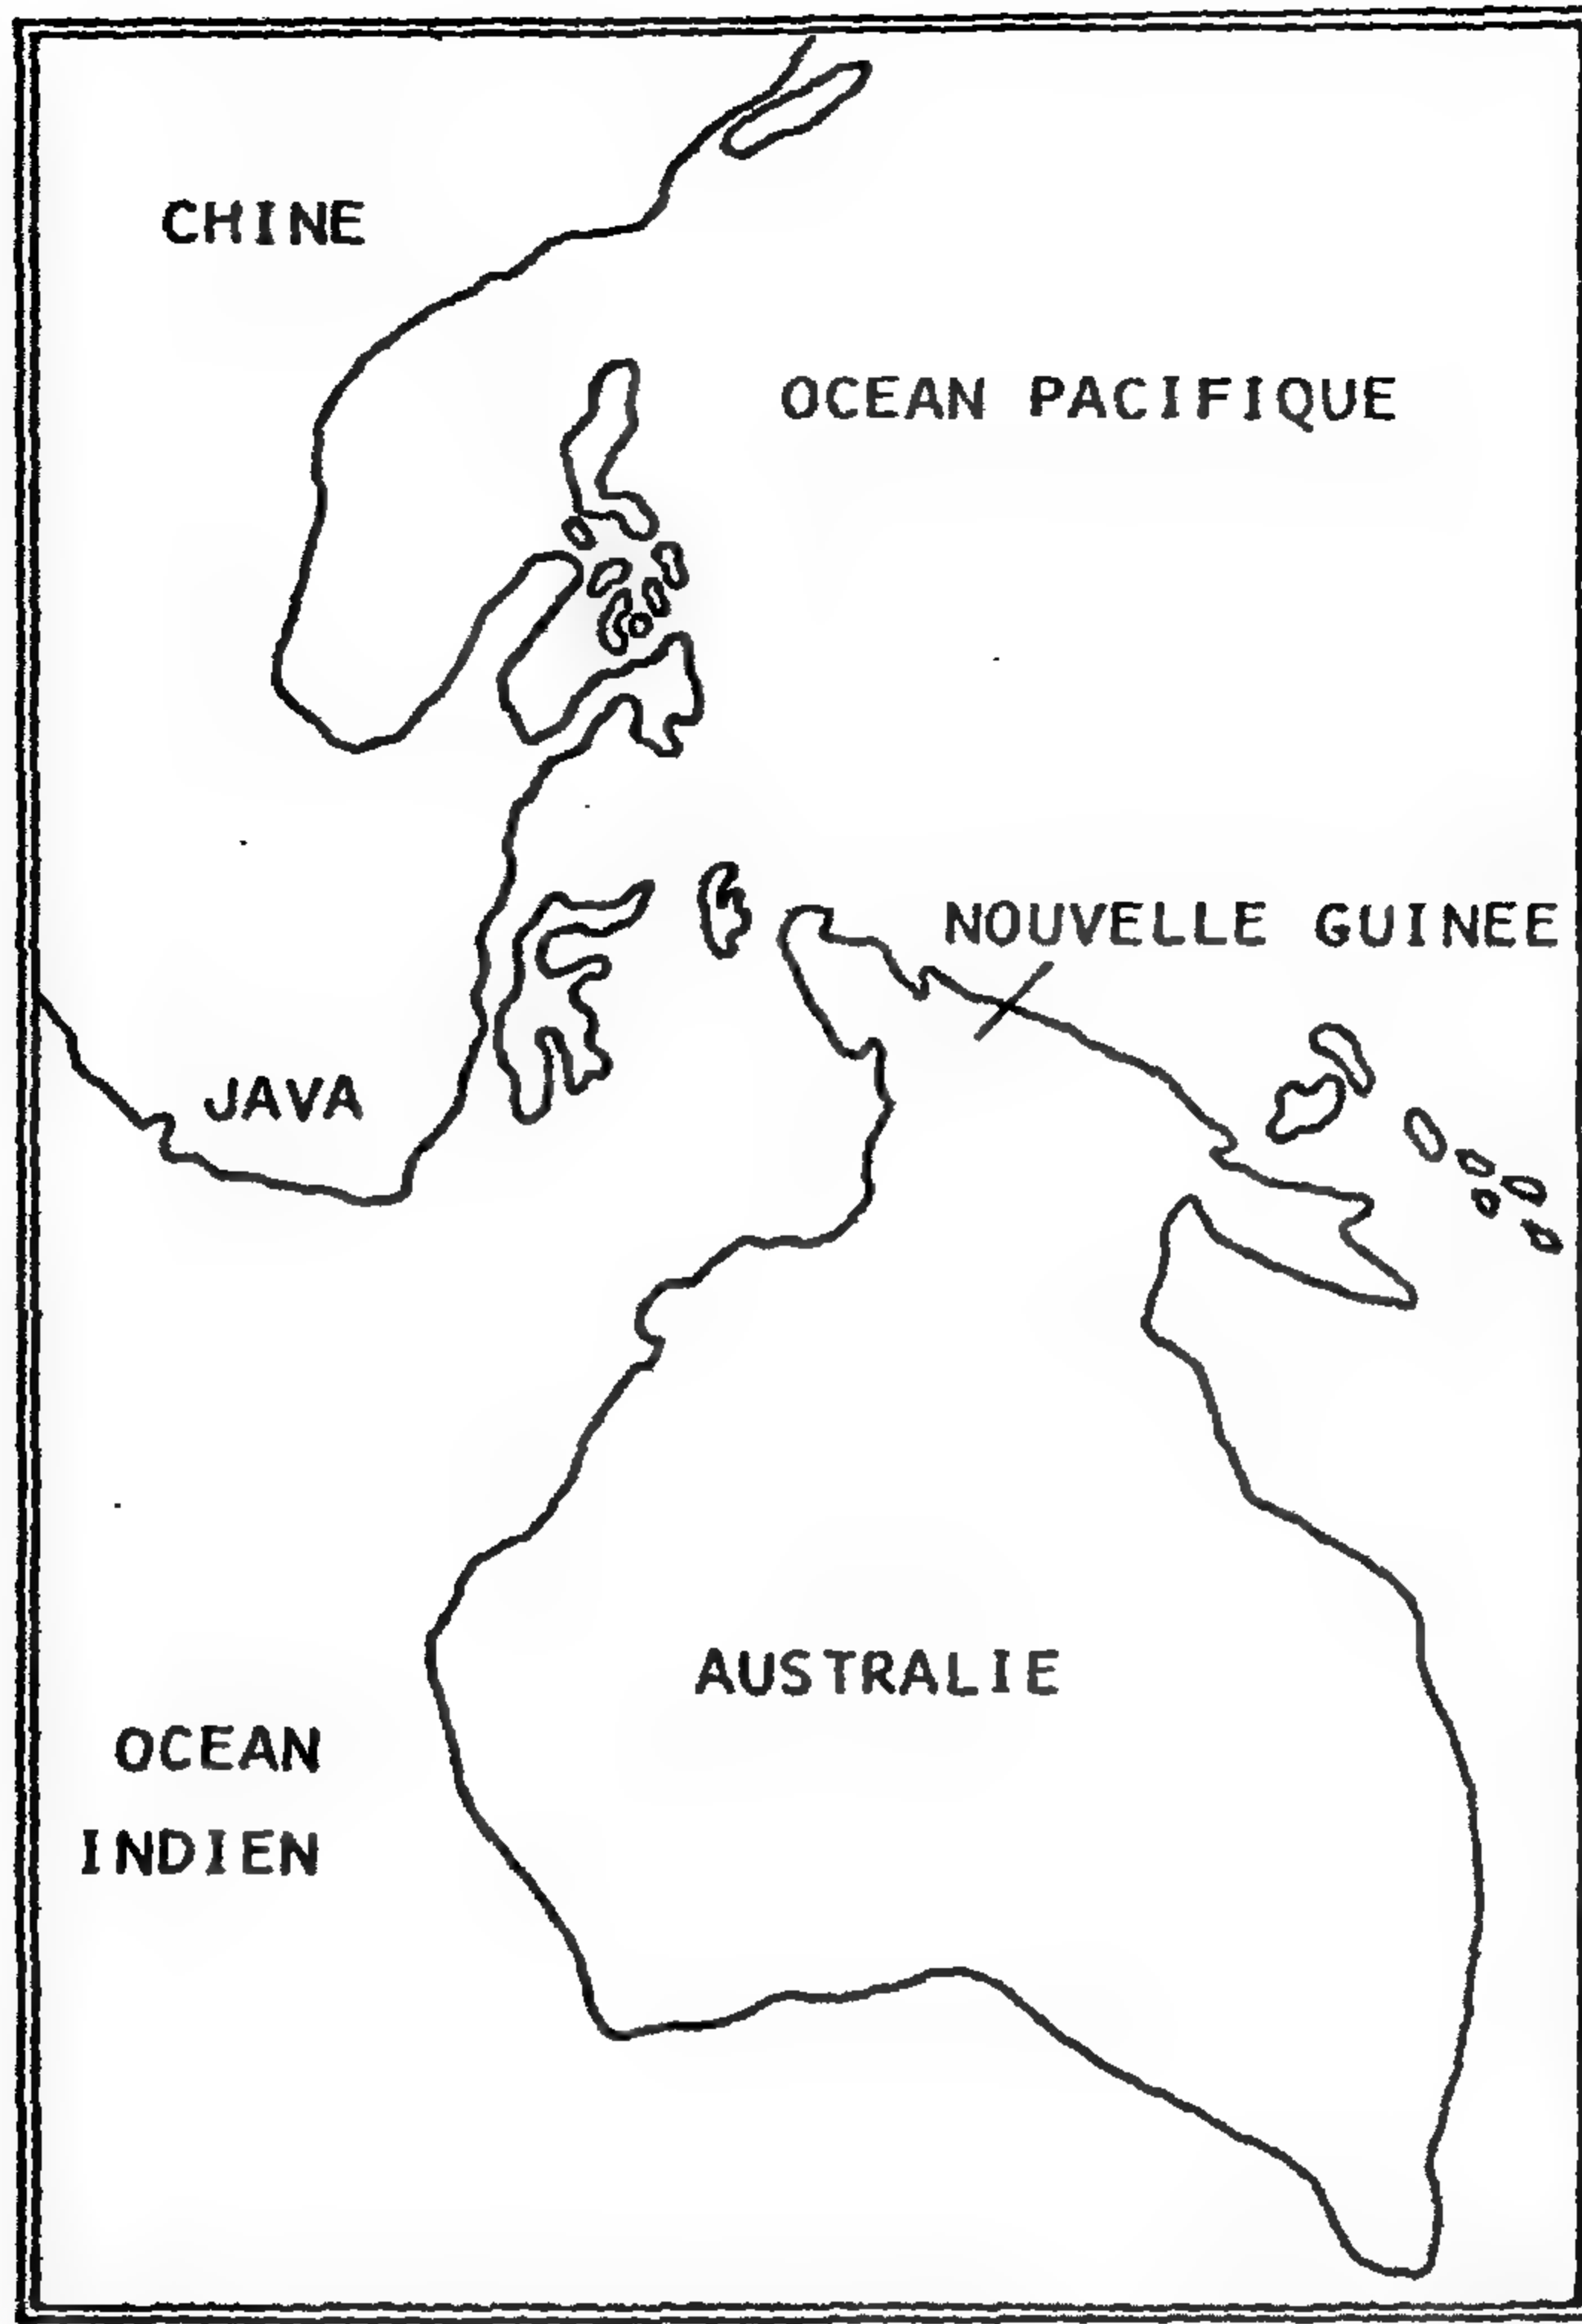 CHINE
OCEAN PACIFIQUE
NOUVELLE GUINEE
JAVA
AUSTRALIE
OCEAN
INDIEN